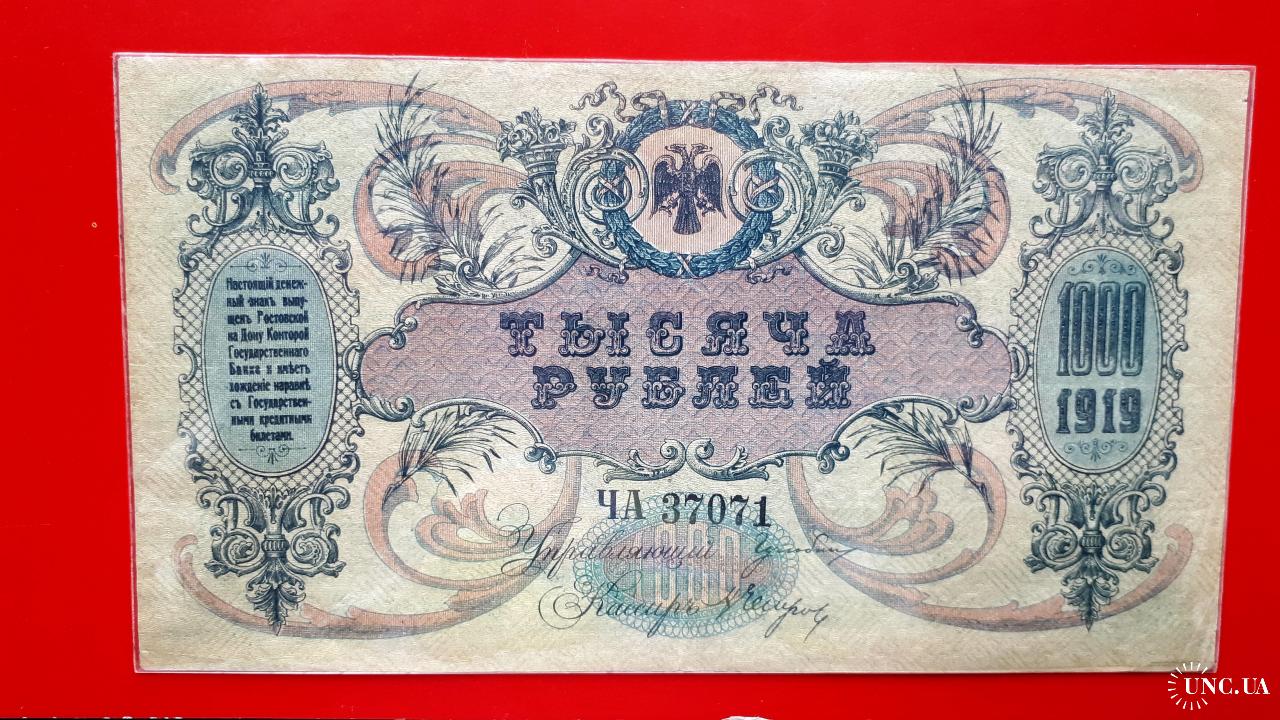 Настоящій денеж-
ный знакъ выпу-
щенъ Ростовской
на Дону Конторой
Государственнаго
Банка и имѣетъ
хожденіе наравнѣ
съ Государствен-
ными кредитными
билетами.
ТЫСЯЧА
РУБЛЕЙ
1000
1919
ЧА 37071
1000
Управляющій
Кассиръ
UNC.UA